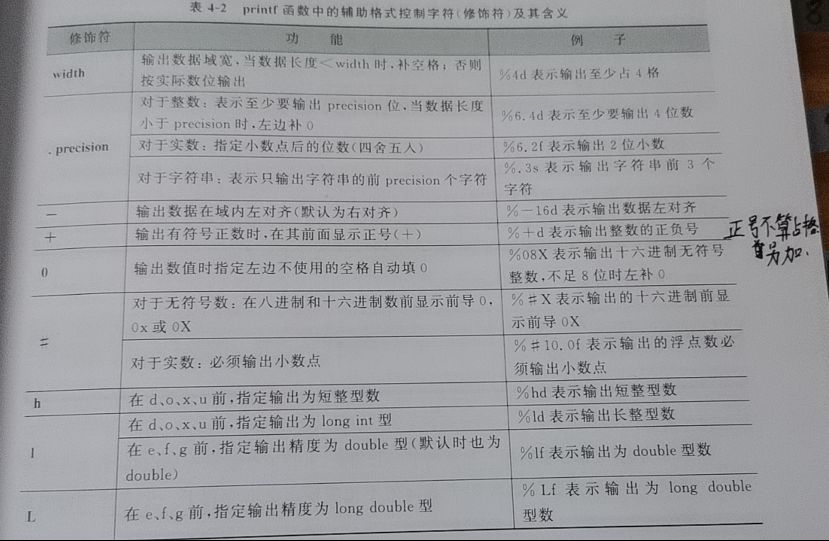 表 4-2 printf 函数中的辅助格式控制字符(修饰符)及其含义
修饰符 功 能 例 子
width 输出数据域宽,当数据长度<width 时,补空格;否则
按实际数位输出 %4d 表示输出至少占 4 格
.precision 对于整数:表示至少要输出 precision 位,当数据长度
小于 precision 时,左边补 0 %6.4d 表示至少要输出 4 位数
对于实数:指定小数点后的位数(四舍五入) %6.2f 表示输出 2 位小数
对于字符串:表示只输出字符串的前 precision 个字符 %.3s 表示输出字符串前 3 个
字符
— 输出数据在域内左对齐(默认为右对齐) %—16d 表示输出数据左对齐
+ 输出有符号正数时,在其前面显示正号(+) %+d 表示输出整数的正负号
正号不算占格
另加.
0 输出数值时指定左边不使用的空格自动填 0 %08X 表示输出十六进制无符号
整数,不足 8 位时左补 0
# 对于无符号数:在八进制和十六进制数前显示前导 0,
0x 或 0X %#X 表示输出的十六进制前显
示前导 0X
对于实数:必须输出小数点 %#10.0f 表示输出的浮点数必
须输出小数点
h 在 d、o、x、u 前,指定输出为短整型数 %hd 表示输出短整型数
l 在 d、o、x、u 前,指定输出为 long int 型 %ld 表示输出长整型数
在 e、f、g 前,指定输出精度为 double 型(默认时也为
double) %lf 表示输出为 double 型数
L 在 e、f、g 前,指定输出精度为 long double 型 %Lf 表示输出为 long double
型数